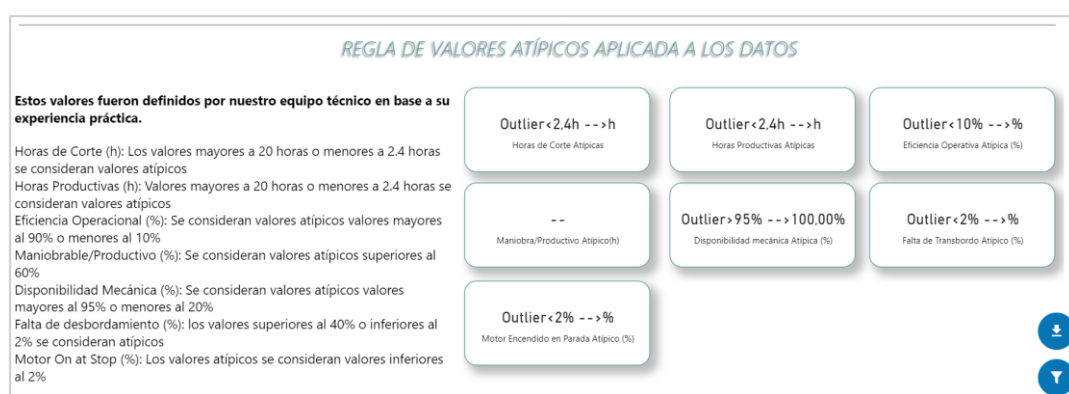 REGLA DE VALORES ATÍPICOS APLICADA A LOS DATOS
Estos valores fueron definidos por nuestro equipo técnico en base a su
experiencia práctica.
Horas de Corte (h): Los valores mayores a 20 horas o menores a 2.4 horas
se consideran valores atípicos
Horas Productivas (h): Valores mayores a 20 horas o menores a 2.4 horas se
consideran valores atípicos
Eficiencia Operacional (%): Se consideran valores atípicos valores mayores
al 90% o menores al 10%
Maniobrable/Productivo (%): Se consideran valores atípicos superiores al
60%
Disponibilidad Mecánica (%): Se consideran valores atípicos valores
mayores al 95% o menores al 20%
Falta de desbordamiento (%): los valores superiores al 40% o inferiores al
2% se consideran atípicos
Motor On at Stop (%): Los valores atípicos se consideran valores inferiores
al 2%
Outlier<2,4h -->h
Horas de Corte Atípicas
Outlier<2,4h -->h
Horas Productivas Atípicas
Outlier<10% -->%
Eficiencia Operativa Atípica (%)
--
Maniobra/Productivo Atípico(h)
Outlier>95% -->100,00%
Disponibilidad mecánica Atípica (%)
Outlier<2% -->%
Falta de Transbordo Atípico (%)
Outlier<2% -->%
Motor Encendido en Parada Atípico (%)